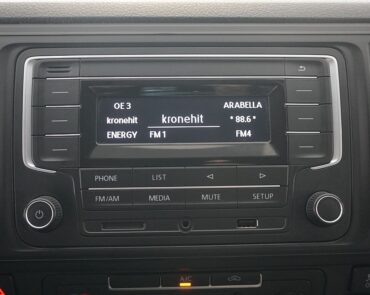 OE 3 ARABELLA
kronehit kronehit * 88.6 *
ENERGY FM 1 FM4
PHONE LIST
FM/AM MEDIA MUTE SETUP
A/C